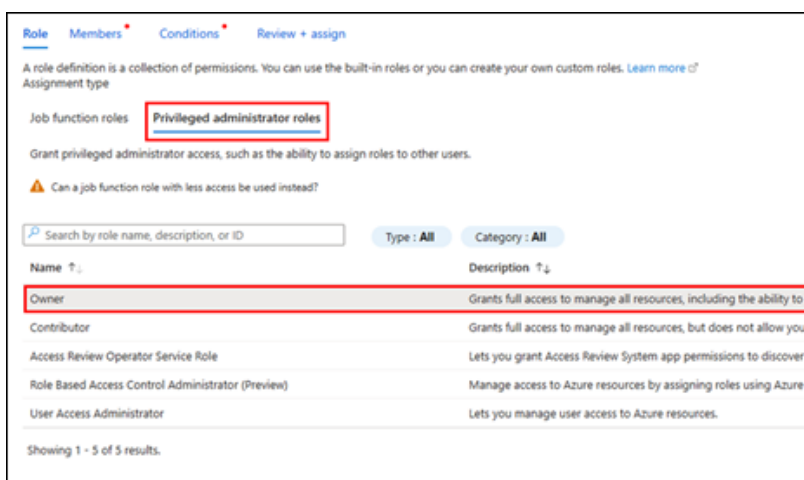 Role Members* Conditions* Review + assign
A role definition is a collection of permissions. You can use the built-in roles or you can create your own custom roles. Learn more
Assignment type
Job function roles Privileged administrator roles
Grant privileged administrator access, such as the ability to assign roles to other users.
Can a job function role with less access be used instead?
Search by role name, description, or ID Type : All Category : All
Name ↑↓ Description ↑↓
Owner Grants full access to manage all resources, including the ability to
Contributor Grants full access to manage all resources, but does not allow you
Access Review Operator Service Role Lets you grant Access Review System app permissions to discover
Role Based Access Control Administrator (Preview) Manage access to Azure resources by assigning roles using Azure
User Access Administrator Lets you manage user access to Azure resources.
Showing 1 - 5 of 5 results.